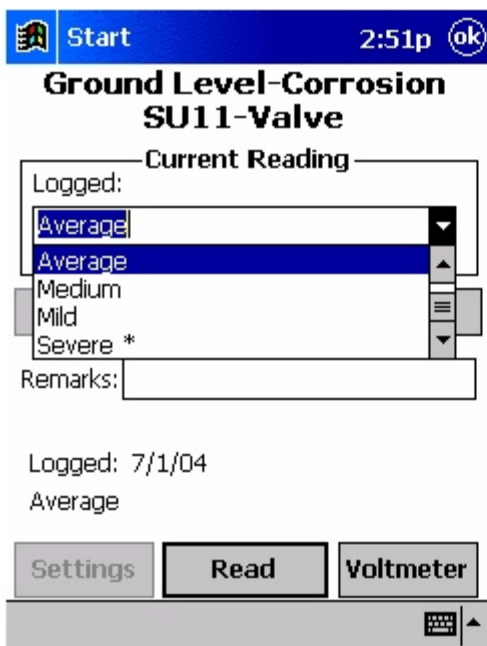 Start 2:51p ok
Ground Level-Corrosion
SU11-Valve
Current Reading
Logged:
Average
Average
Medium
Mild
Severe *
Remarks:
Logged: 7/1/04
Average
Settings Read Voltmeter